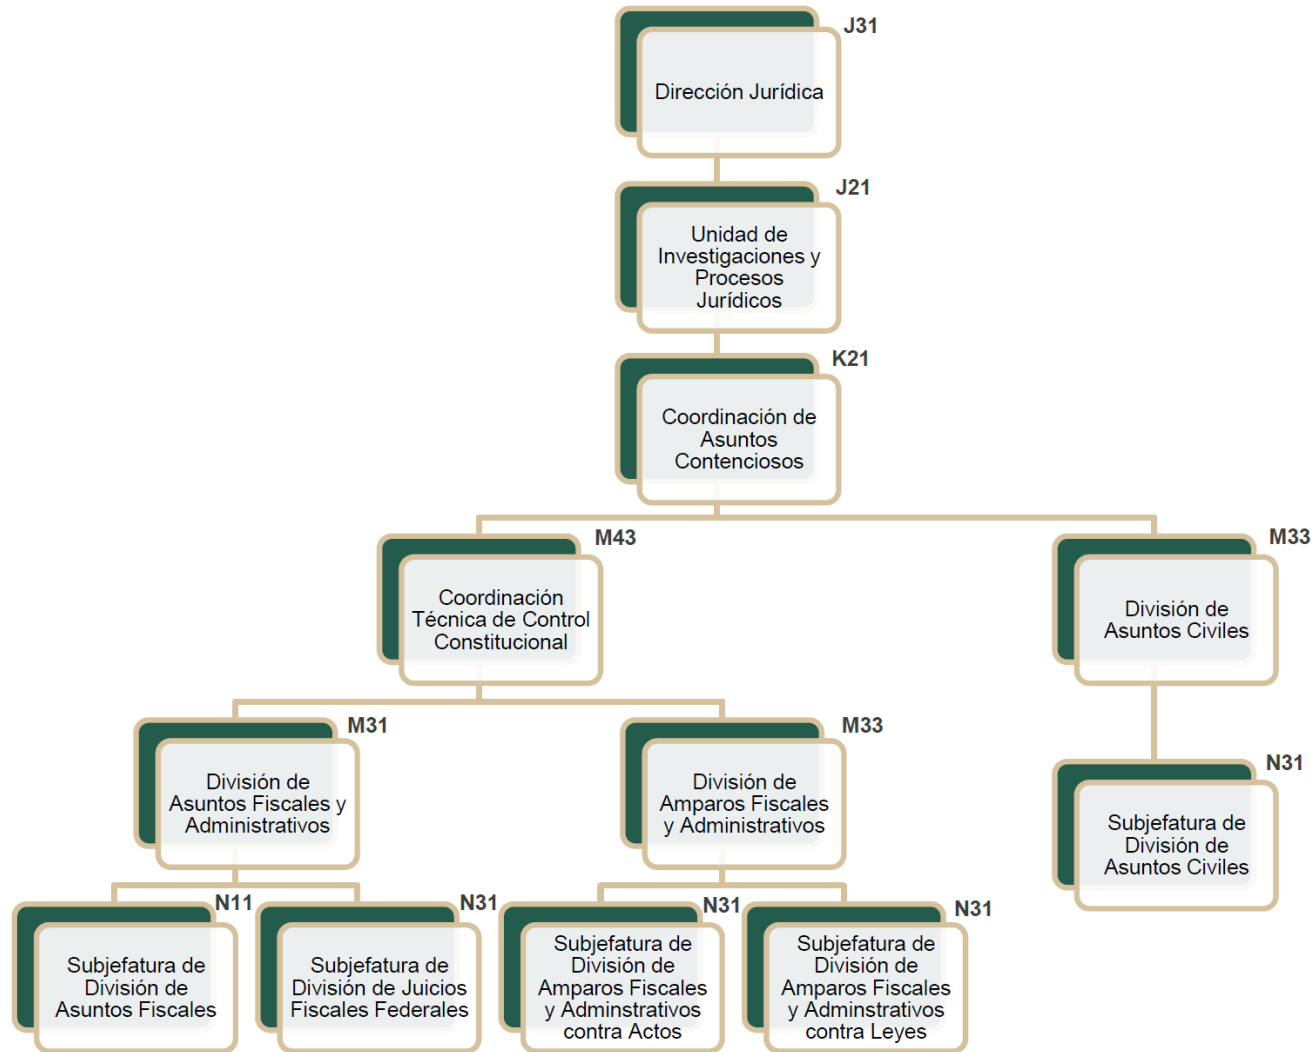 J31
Dirección Jurídica
J21
Unidad de
Investigaciones y
Procesos
Jurídicos
K21
Coordinación de
Asuntos
Contenciosos
M43
Coordinación
Técnica de Control
Constitucional
M33
División de
Asuntos Civiles
M31
División de
Asuntos Fiscales y
Administrativos
M33
División de
Amparos Fiscales
y Administrativos
N31
Subjefatura de
División de
Asuntos Civiles
N11
Subjefatura de
División de
Asuntos Fiscales
N31
Subjefatura de
División de Juicios
Fiscales Federales
N31
Subjefatura de
División de
Amparos Fiscales
y Adminstrativos
contra Actos
N31
Subjefatura de
División de
Amparos Fiscales
y Adminstrativos
contra Leyes